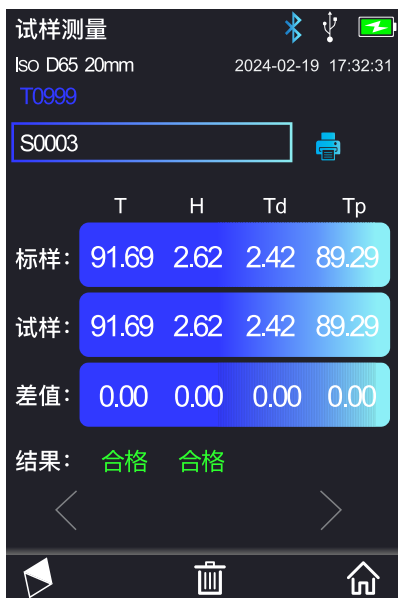 试样测量
Iso D65 20mm 2024-02-19 17:32:31
T0999
S0003
T H Td Tp
标样: 91.69 2.62 2.42 89.29
试样: 91.69 2.62 2.42 89.29
差值: 0.00 0.00 0.00 0.00
结果: 合格 合格